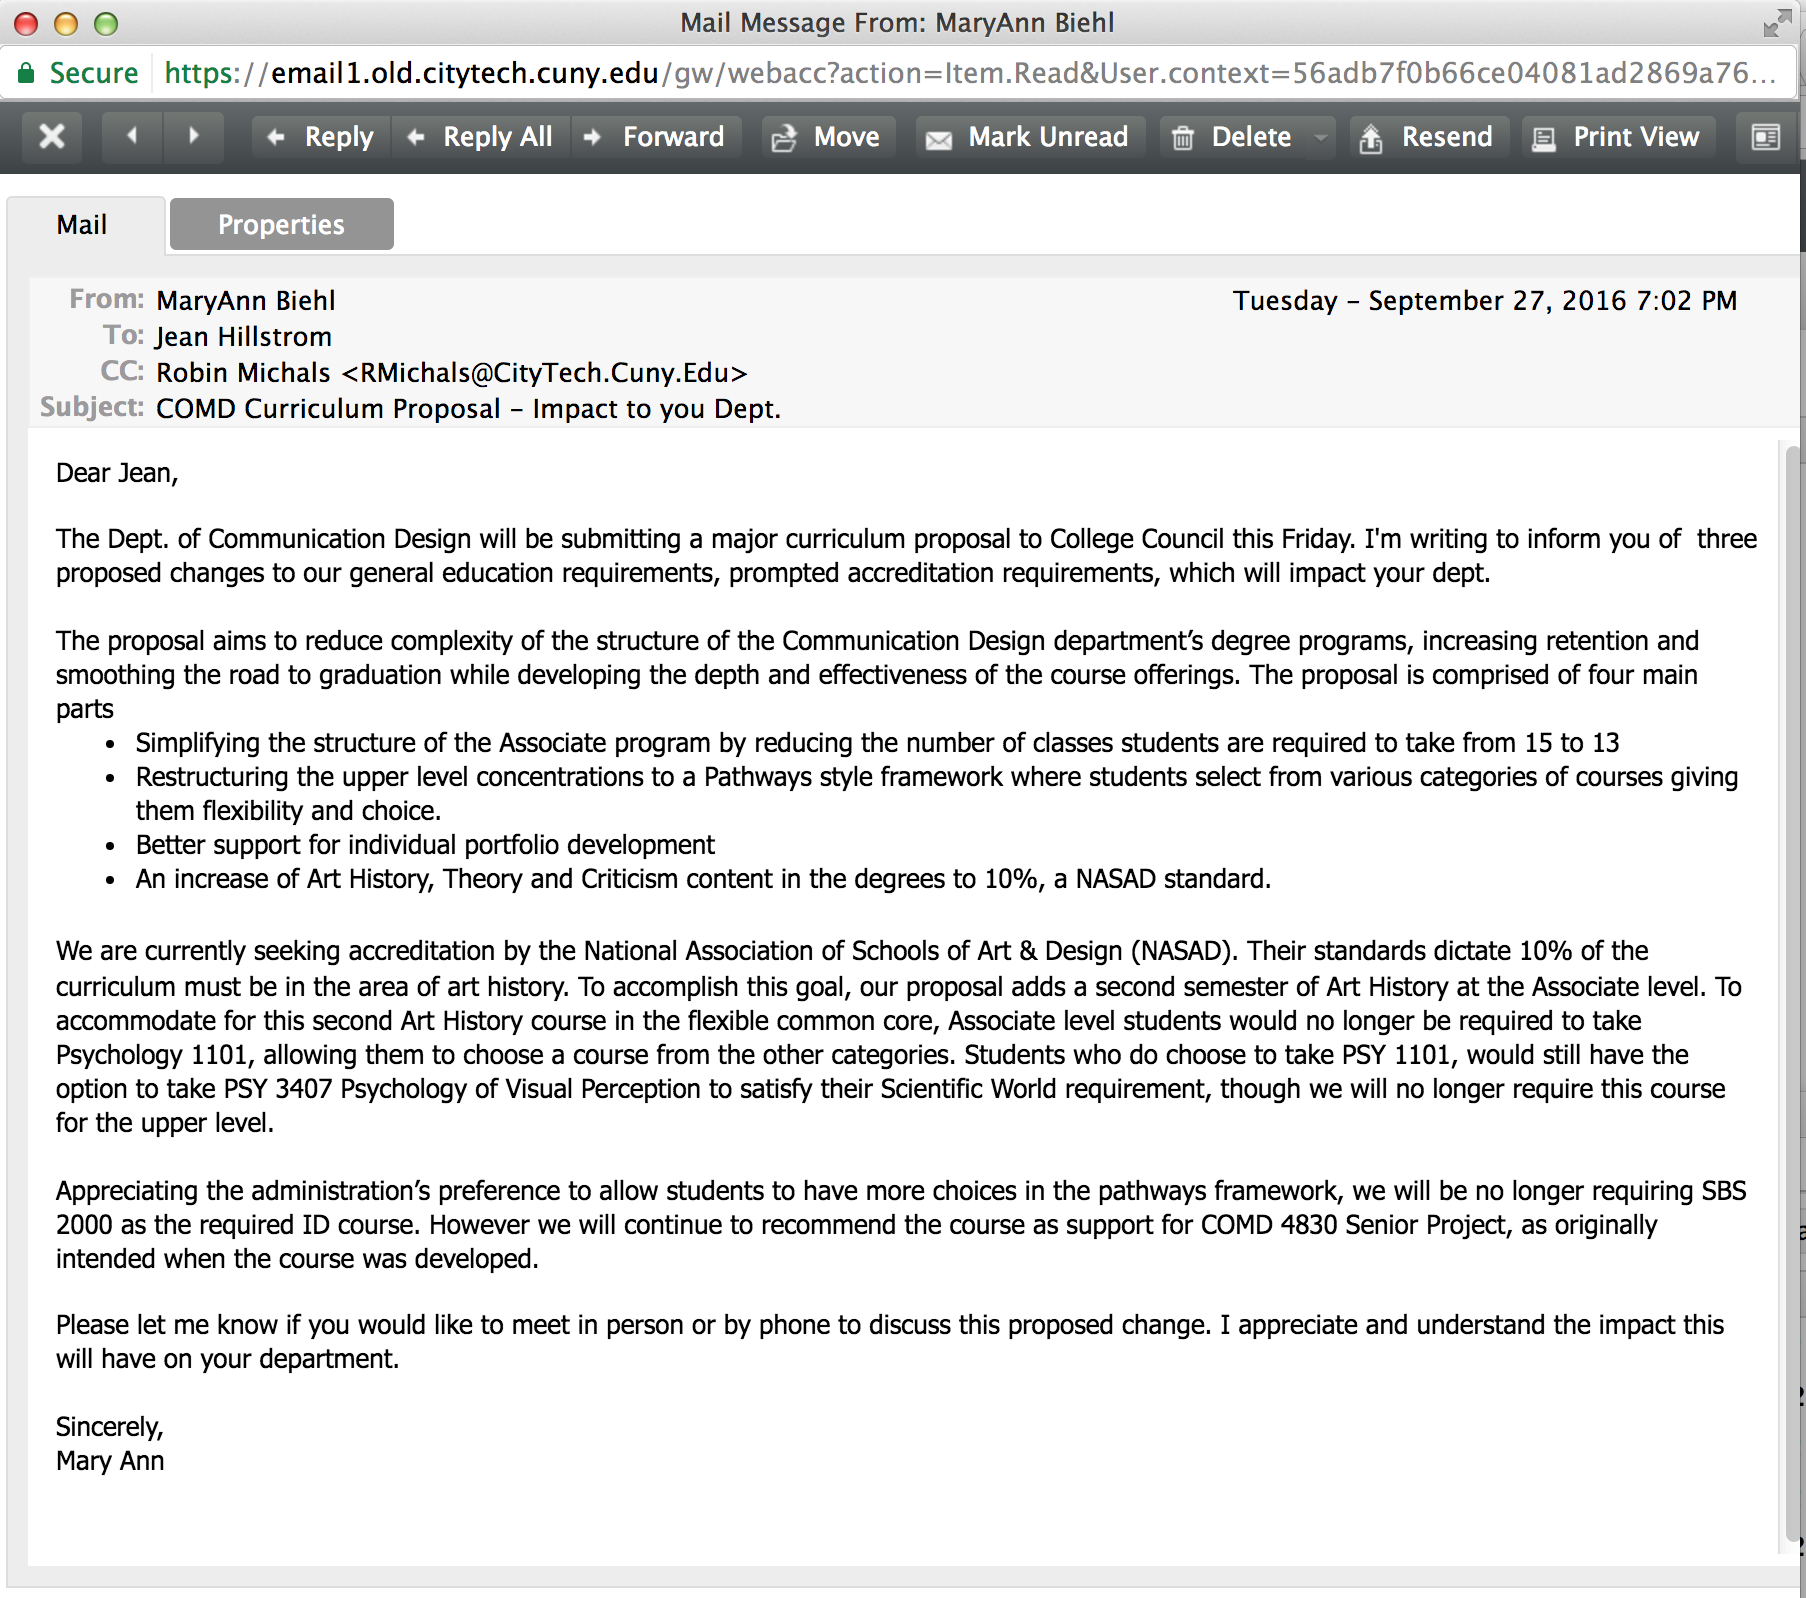 Mail Message From: MaryAnn Biehl
Secure https://email1.old.citytech.cuny.edu/gw/webacc?action=Item.Read&User.context=56adb7f0b66ce04081ad2869a76...
Reply Reply All Forward Move Mark Unread Delete Resend Print View
Mail Properties
From: MaryAnn Biehl Tuesday - September 27, 2016 7:02 PM
To: Jean Hillstrom
CC: Robin Michals <RMichals@CityTech.Cuny.Edu>
Subject: COMD Curriculum Proposal - Impact to you Dept.
Dear Jean,
The Dept. of Communication Design will be submitting a major curriculum proposal to College Council this Friday. I'm writing to inform you of  three
proposed changes to our general education requirements, prompted accreditation requirements, which will impact your dept.
The proposal aims to reduce complexity of the structure of the Communication Design department’s degree programs, increasing retention and
smoothing the road to graduation while developing the depth and effectiveness of the course offerings. The proposal is comprised of four main
parts
• Simplifying the structure of the Associate program by reducing the number of classes students are required to take from 15 to 13
• Restructuring the upper level concentrations to a Pathways style framework where students select from various categories of courses giving
them flexibility and choice.
• Better support for individual portfolio development
• An increase of Art History, Theory and Criticism content in the degrees to 10%, a NASAD standard.
We are currently seeking accreditation by the National Association of Schools of Art & Design (NASAD). Their standards dictate 10% of the
curriculum must be in the area of art history. To accomplish this goal, our proposal adds a second semester of Art History at the Associate level. To
accommodate for this second Art History course in the flexible common core, Associate level students would no longer be required to take
Psychology 1101, allowing them to choose a course from the other categories. Students who do choose to take PSY 1101, would still have the
option to take PSY 3407 Psychology of Visual Perception to satisfy their Scientific World requirement, though we will no longer require this course
for the upper level.
Appreciating the administration’s preference to allow students to have more choices in the pathways framework, we will be no longer requiring SBS
2000 as the required ID course. However we will continue to recommend the course as support for COMD 4830 Senior Project, as originally
intended when the course was developed.
Please let me know if you would like to meet in person or by phone to discuss this proposed change. I appreciate and understand the impact this
will have on your department.
Sincerely,
Mary Ann